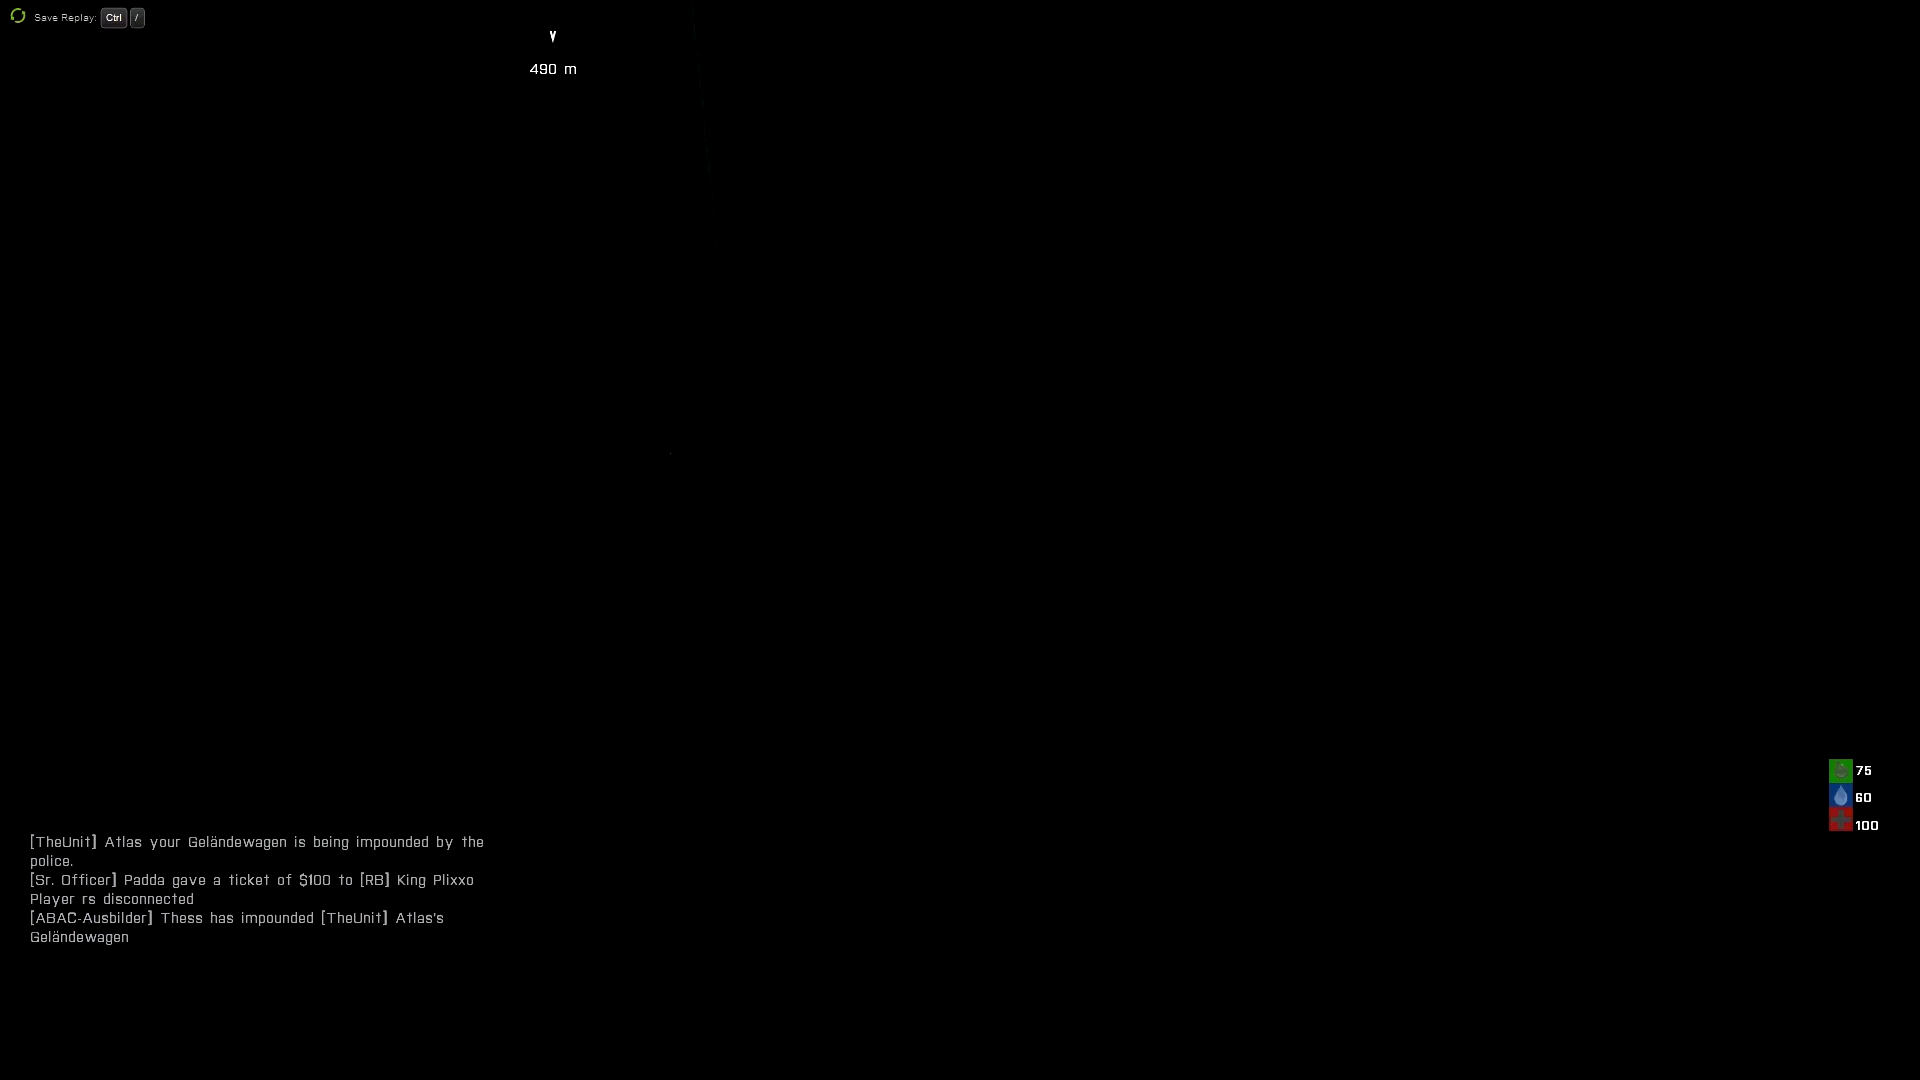 Save Replay: Ctrl /
490 m
75
60
100
[TheUnit] Atlas your Geländewagen is being impounded by the
police.
[Sr. Officer] Padda gave a ticket of $100 to [RB] King Plixxo
Player rs disconnected
[ABAC-Ausbilder] Thess has impounded [TheUnit] Atlas's
Geländewagen